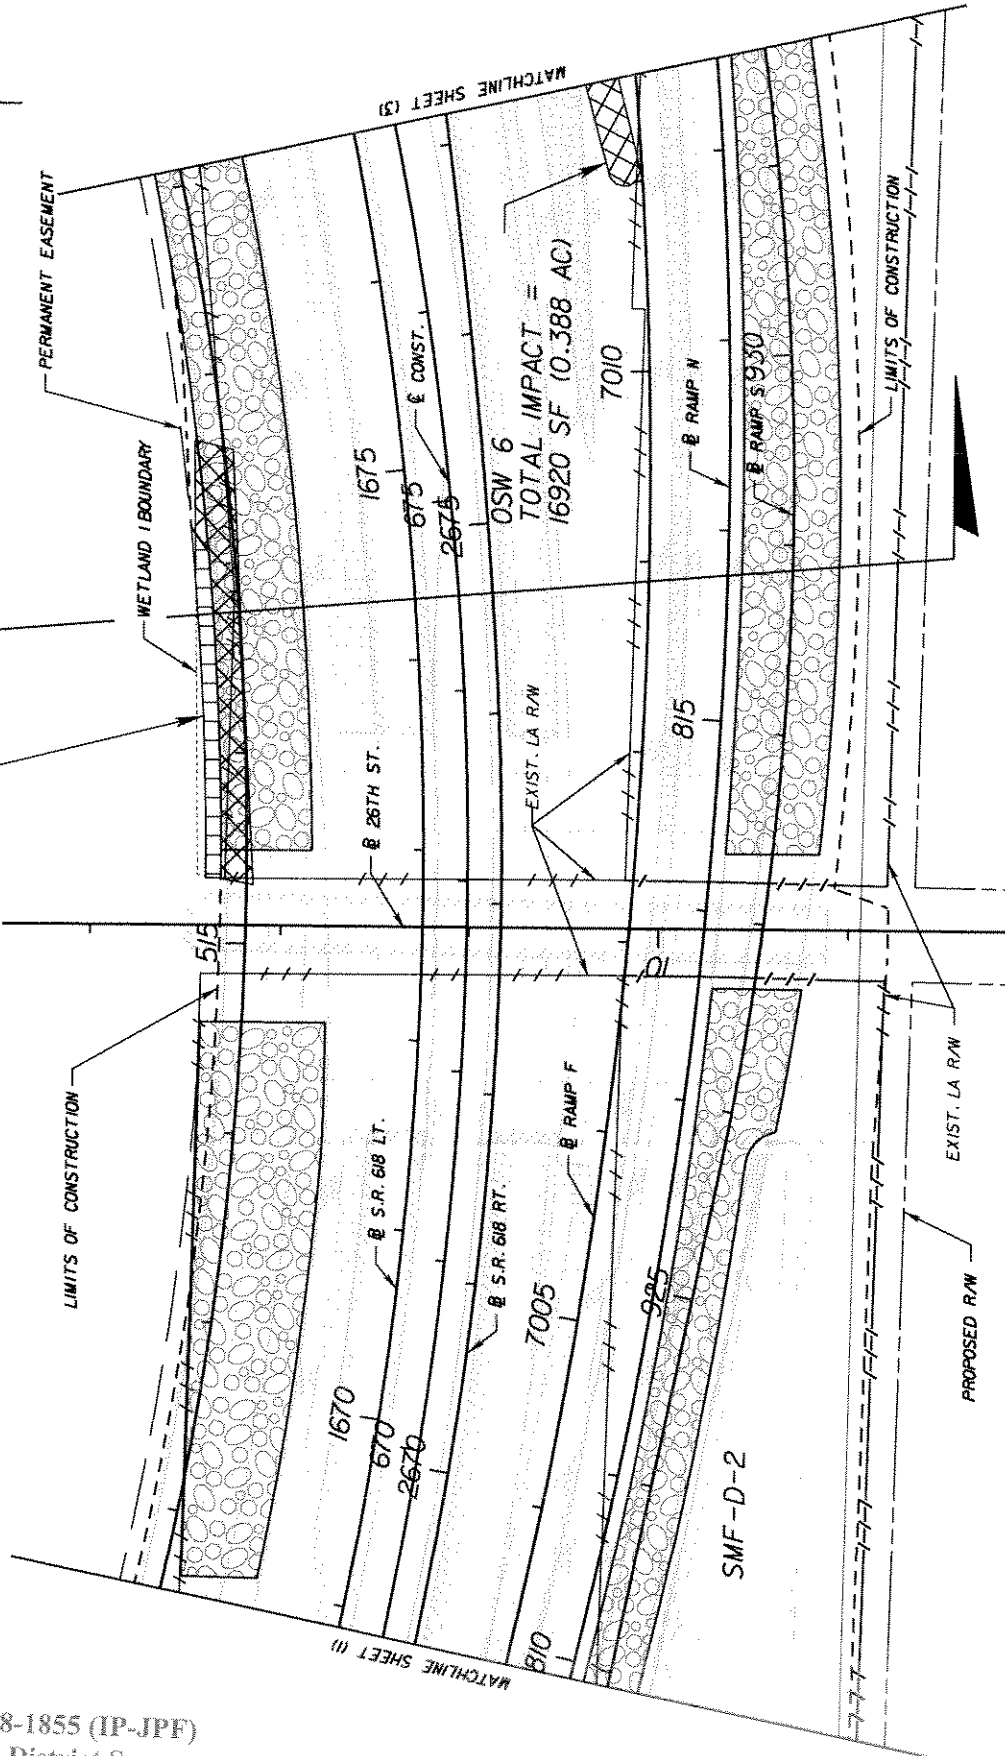 MATCHLINE SHEET (3)
PERMANENT EASEMENT
WETLAND 1 BOUNDARY
1675
675
2675
℄ CONST.
OSW 6
TOTAL IMPACT =
16920 SF (0.388 AC)
7010
℄ RAMP N
℄ RAMP S
930
LIMITS OF CONSTRUCTION
℄ 26TH ST.
EXIST. LA R/W
815
515
LIMITS OF CONSTRUCTION
℄ S.R. 618 LT.
℄ S.R. 618 RT.
℄ RAMP F
7005
925
EXIST. LA R/W
PROPOSED R/W
1670
670
2670
SMF-D-2
810
MATCHLINE SHEET (1)
8-1855 (IP-JPF)